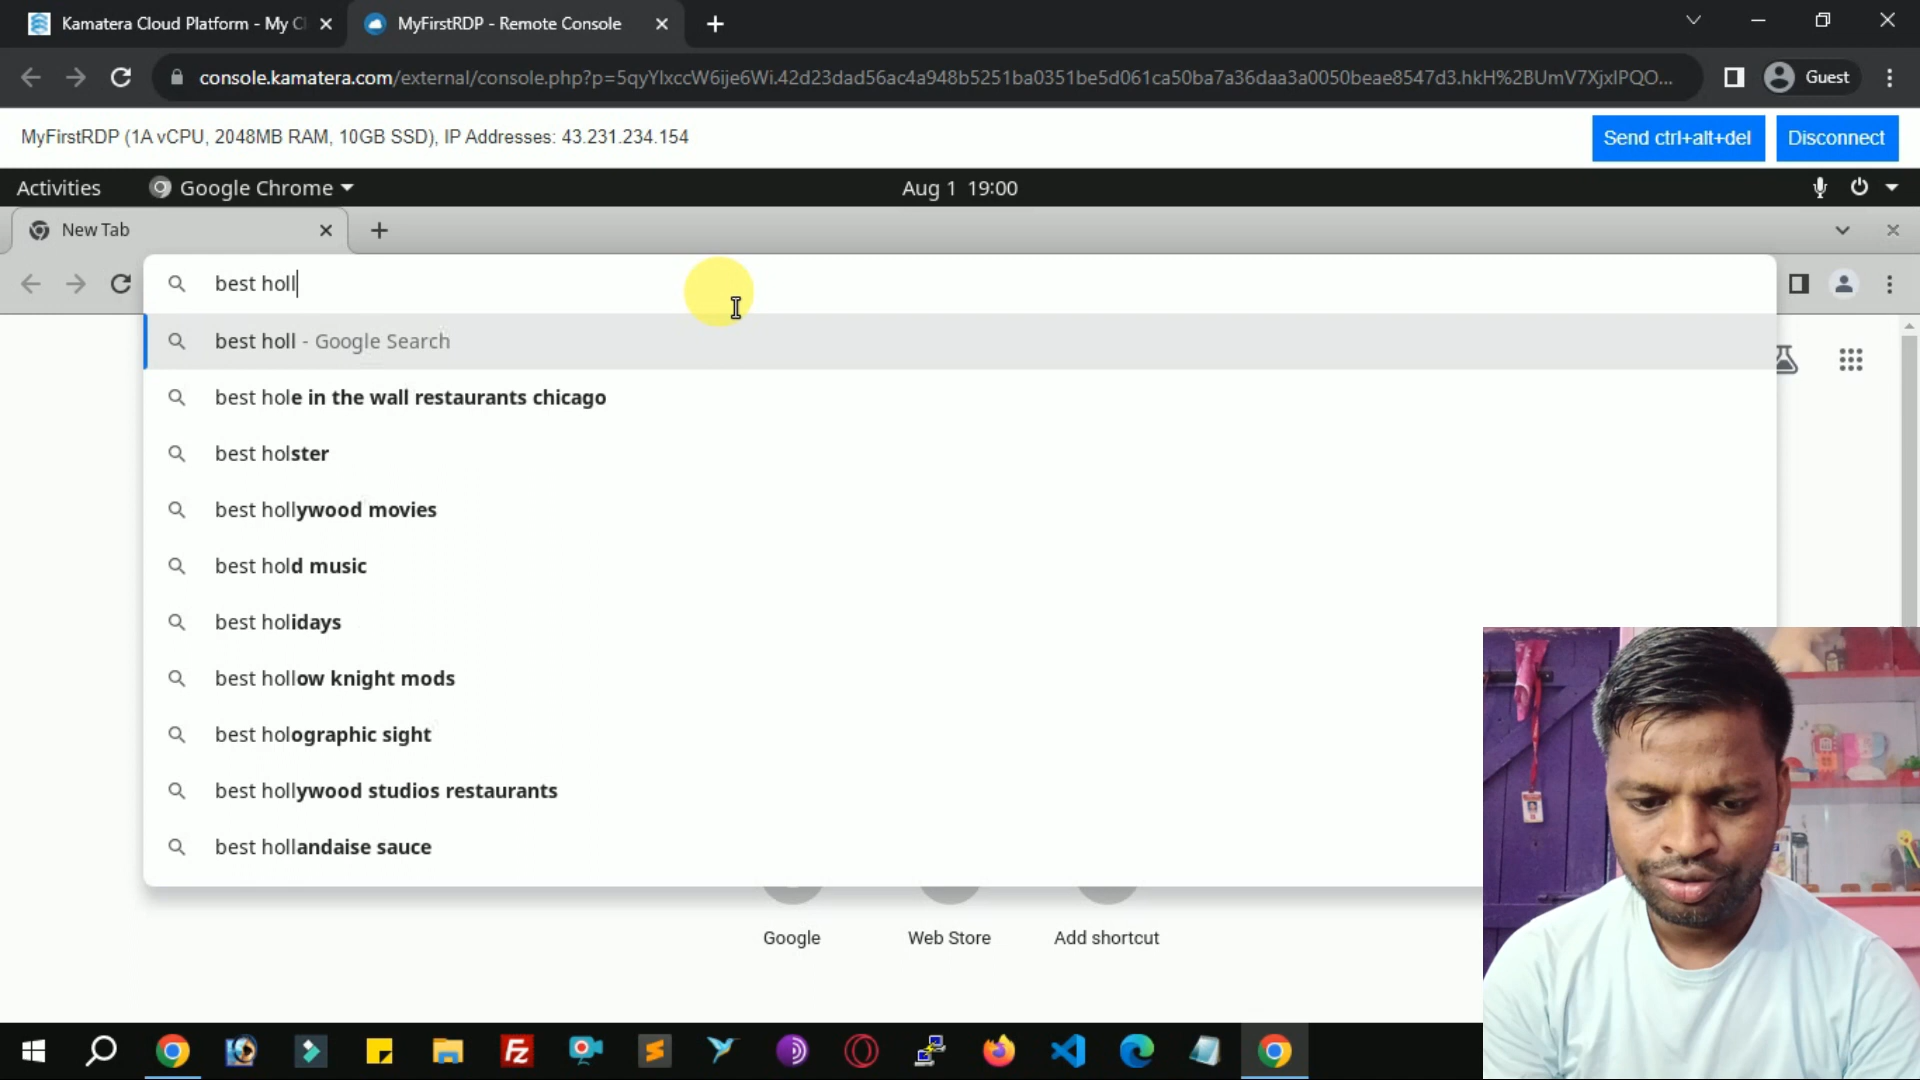 Kamatera Cloud Platform - My Cl
MyFirstRDP - Remote Console
console.kamatera.com/external/console.php?p=5qyYlxccW6ije6Wi.42d23dad56ac4a948b5251ba0351be5d061ca50ba7a36daa3a0050beae8547d3.hkH%2BUmV7XjxIPQO...
Guest
MyFirstRDP (1A vCPU, 2048MB RAM, 10GB SSD), IP Addresses: 43.231.234.154
Send ctrl+alt+del
Disconnect
Activities
Google Chrome
Aug 1 19:00
New Tab
best holl
best holl - Google Search
best hole in the wall restaurants chicago
best holster
best hollywood movies
best hold music
best holidays
best hollow knight mods
best holographic sight
best hollywood studios restaurants
best hollandaise sauce
Google
Web Store
Add shortcut